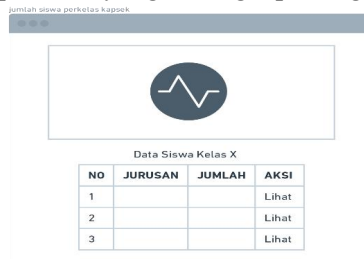 jumlah siswa perkelas kapsek
Data Siswa Kelas X
NO JURUSAN JUMLAH AKSI
1 Lihat
2 Lihat
3 Lihat